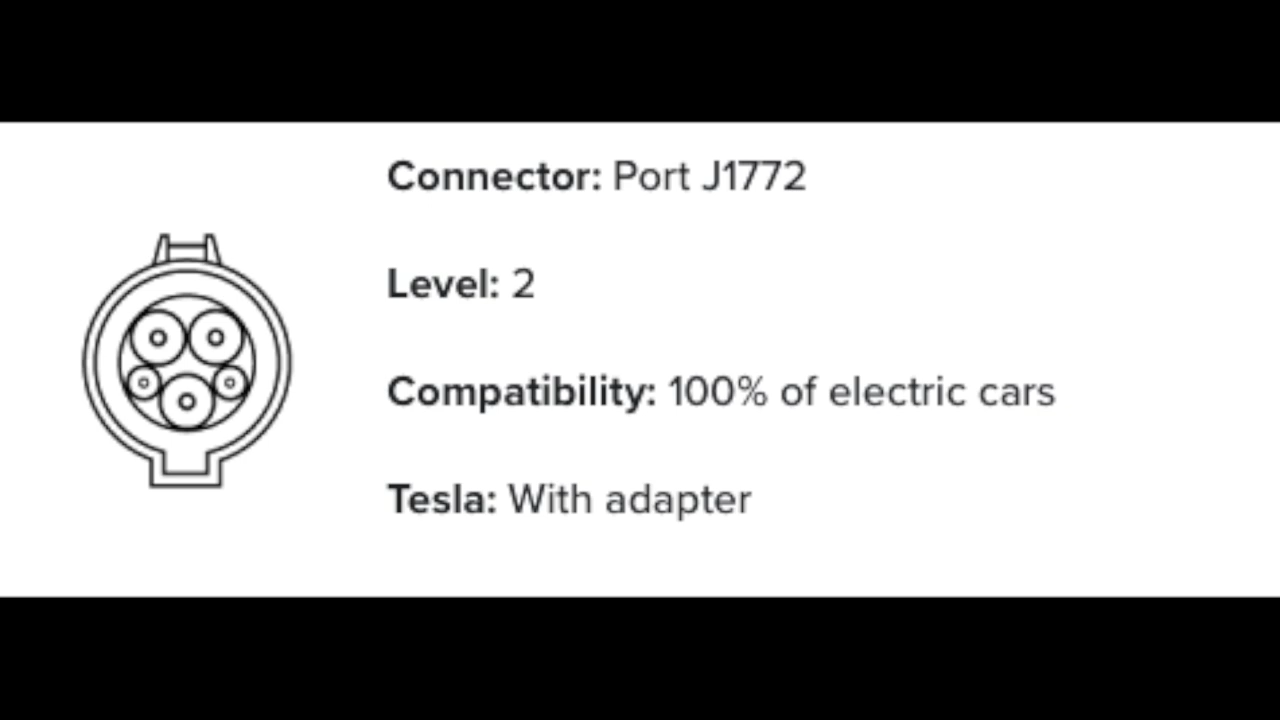 Connector: Port J1772
Level: 2
Compatibility: 100% of electric cars
Tesla: With adapter